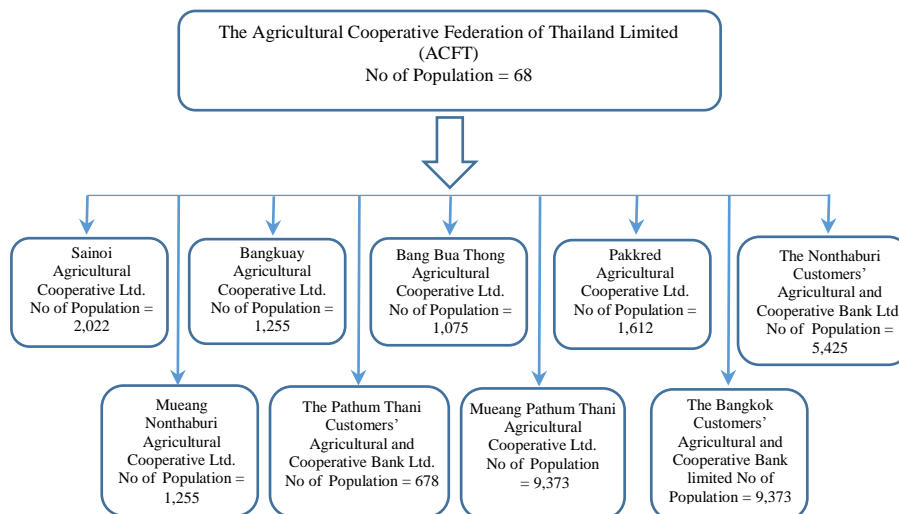 The Agricultural Cooperative Federation of Thailand Limited
(ACFT)
No of Population = 68
Sainoi
Agricultural
Cooperative Ltd.
No of Population =
2,022
Bangkuay
Agricultural
Cooperative Ltd.
No of Population =
1,255
Bang Bua Thong
Agricultural
Cooperative Ltd.
No of Population =
1,075
Pakkred
Agricultural
Cooperative Ltd.
No of Population =
1,612
The Nonthaburi
Customers’
Agricultural and
Cooperative Bank Ltd
No of Population =
5,425
Mueang
Nonthaburi
Agricultural
Cooperative Ltd.
No of Population =
1,255
The Pathum Thani
Customers’
Agricultural and
Cooperative Bank Ltd.
No of Population = 678
Mueang Pathum Thani
Agricultural
Cooperative Ltd.
No of Population
= 9,373
The Bangkok
Customers’
Agricultural and
Cooperative Bank
limited No of
Population = 9,373